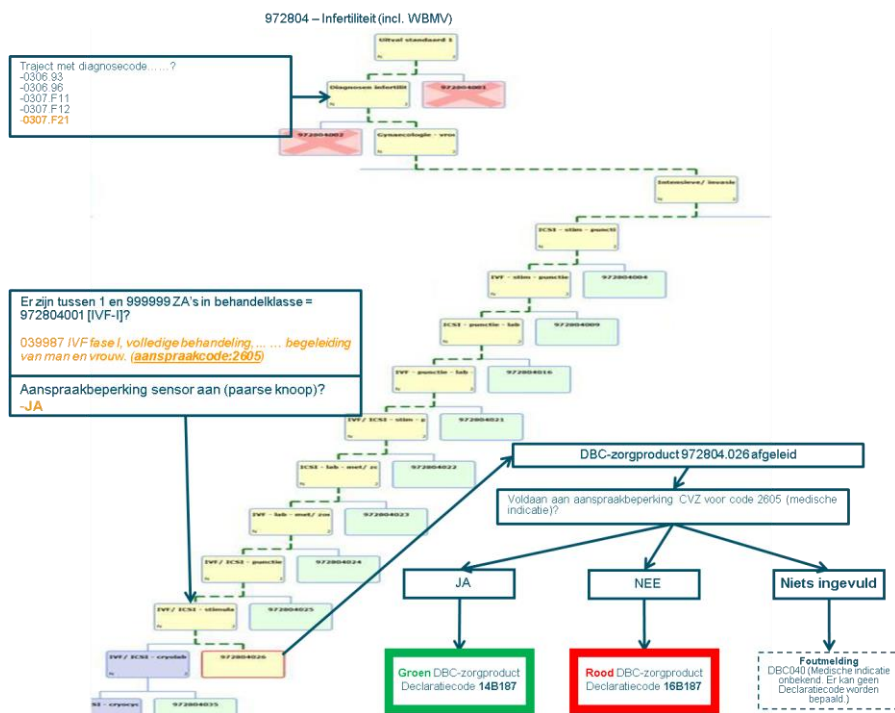 972804 – Infertiliteit (incl. WBMV)
Uitval standaard 1
Traject met diagnosecode……?
-0306 93
-0306 96
-0307.F11
-0307.F12
-0307.F21
Diagnosen infertili
972804001
972804002
Gynaecologie - vrou
Intensieve/ invasie
ICSI - stim - puncti
IVF - stim - punctie
972804004
Er zijn tussen 1 en 999999 ZA's in behandelklasse =
972804001 [IVF-I]?
039987 IVF fase I, volledige behandeling, … … begeleiding
van man en vrouw. (aanspraakcode:2605)
Aanspraakbeperking sensor aan (paarse knoop)?
-JA
ICSI - punctie - lab
972804009
IVF - punctie - lab -
972804016
IVF/ ICSI - stim - p
972804021
ICSI - lab - met/ zo
972804022
IVF - lab - met/ zon
972804023
IVF/ ICSI - punctie
972804024
IVF/ ICSI - stimula
972804025
IVF/ ICSI - cryolab
972804026
SI - cryocyc
972804035
DBC-zorgproduct 972804.026 afgeleid
Voldaan aan aanspraakbeperking CVZ voor code 2605 (medische
indicatie)?
JA
NEE
Niets ingevuld
Groen DBC-zorgproduct
Declaratiecode 14B187
Rood DBC-zorgproduct
Declaratiecode 16B187
Foutmelding
DBC040 (Medische indicatie
onbekend. Er kan geen
Declaratiecode worden
bepaald.)